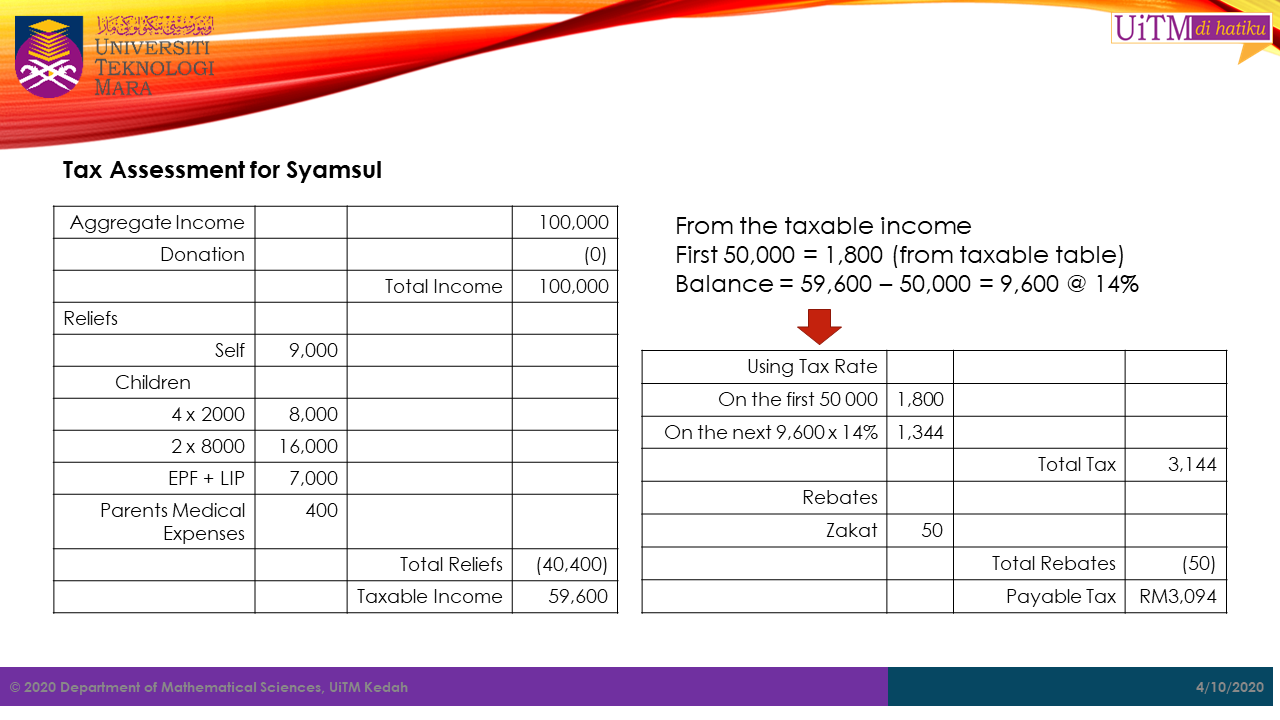 UNIVERSITI
TEKNOLOGI
MARA
UiTM di hatiku
Tax Assessment for Syamsul
Aggregate Income 100,000
Donation (0)
Total Income 100,000
Reliefs
Self 9,000
Children
4 x 2000 8,000
2 x 8000 16,000
EPF + LIP 7,000
Parents Medical 400
Expenses
Total Reliefs (40,400)
Taxable Income 59,600
From the taxable income
First 50,000 = 1,800 (from taxable table)
Balance = 59,600 – 50,000 = 9,600 @ 14%
Using Tax Rate
On the first 50 000 1,800
On the next 9,600 x 14% 1,344
Total Tax 3,144
Rebates
Zakat 50
Total Rebates (50)
Payable Tax RM3,094
© 2020 Department of Mathematical Sciences, UiTM Kedah
4/10/2020